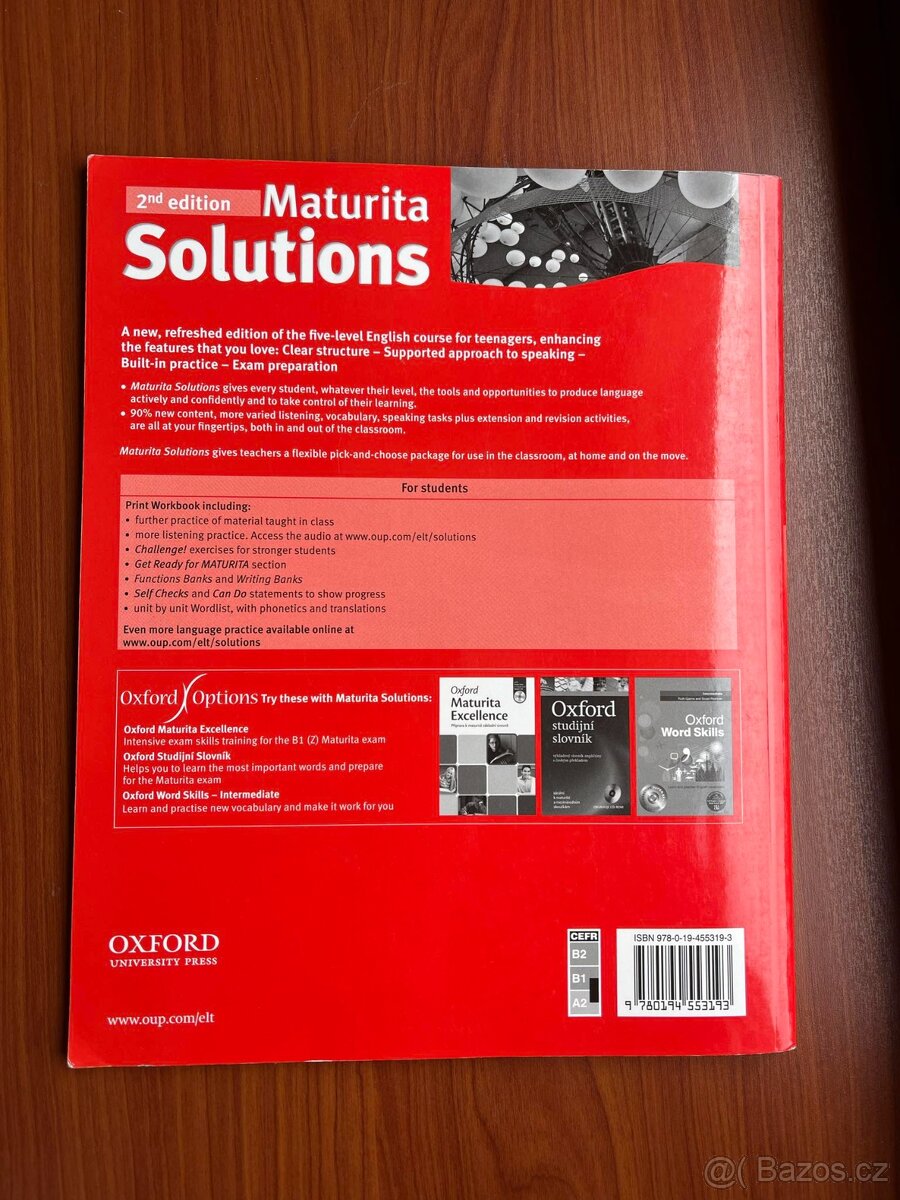 2nd edition
Maturita
Solutions
A new, refreshed edition of the five-level English course for teenagers, enhancing
the features that you love: Clear structure – Supported approach to speaking –
Built-in practice – Exam preparation
• Maturita Solutions gives every student, whatever their level, the tools and opportunities to produce language
actively and confidently and to take control of their learning.
• 90% new content, more varied listening, vocabulary, speaking tasks plus extension and revision activities,
are all at your fingertips, both in and out of the classroom.
Maturita Solutions gives teachers a flexible pick-and-choose package for use in the classroom, at home and on the move.
For students
Print Workbook including:
• further practice of material taught in class
• more listening practice. Access the audio at www.oup.com/elt/solutions
• Challenge! exercises for stronger students
• Get Ready for MATURITA section
• Functions Banks and Writing Banks
• Self Checks and Can Do statements to show progress
• unit by unit Wordlist, with phonetics and translations
Even more language practice available online at
www.oup.com/elt/solutions
Oxford Options Try these with Maturita Solutions:
Oxford Maturita Excellence
Intensive exam skills training for the B1 (Z) Maturita exam
Oxford Studijní Slovník
Helps you to learn the most important words and prepare
for the Maturita exam
Oxford Word Skills – Intermediate
Learn and practise new vocabulary and make it work for you
Oxford
Maturita
Excellence
Oxford
studijní
slovník
Intermediate
Oxford
Word Skills
OXFORD
UNIVERSITY PRESS
www.oup.com/elt
CEFR
B2
B1
A2
ISBN 978-0-19-455319-3
9 780194 553193
@( Bazos.cz